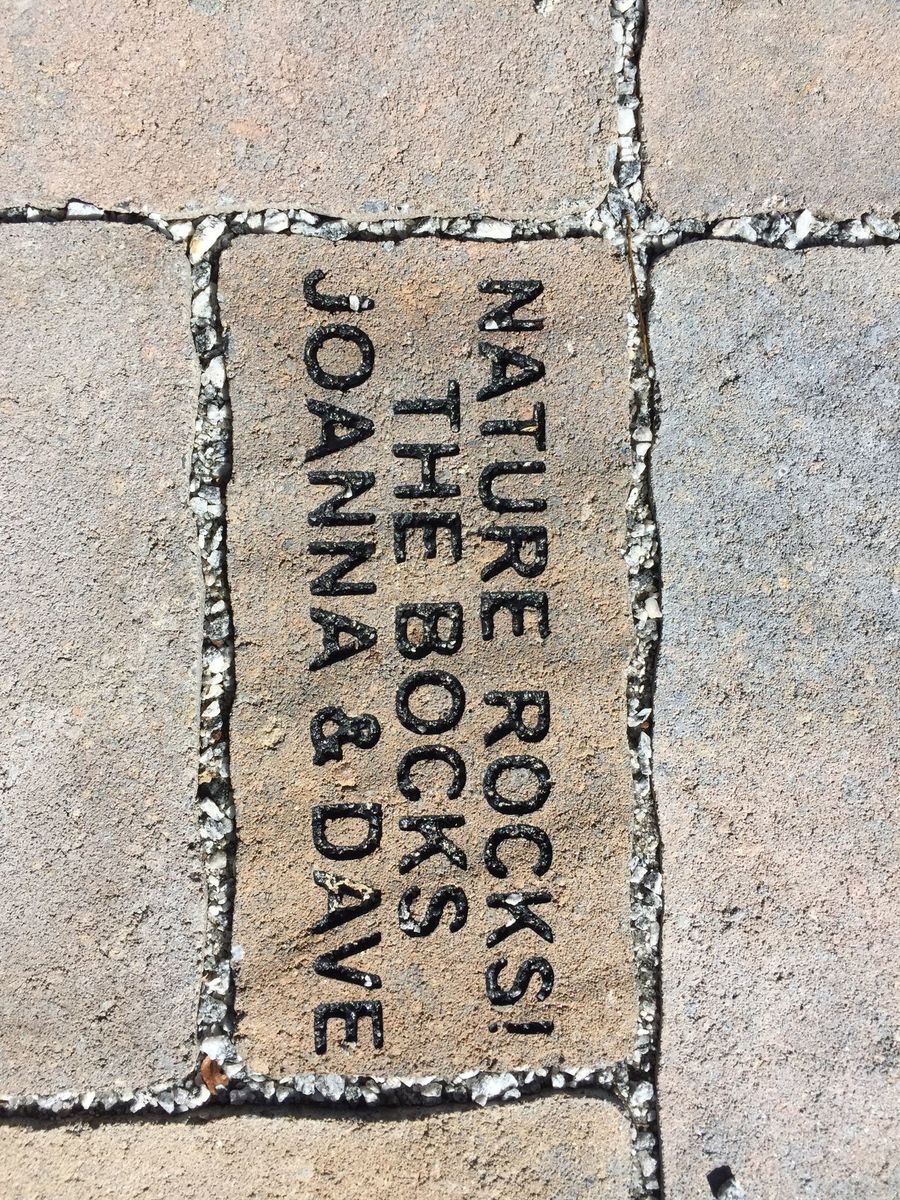 NATURE ROCKS!
THE BOCKS
JOANNA & DAVE